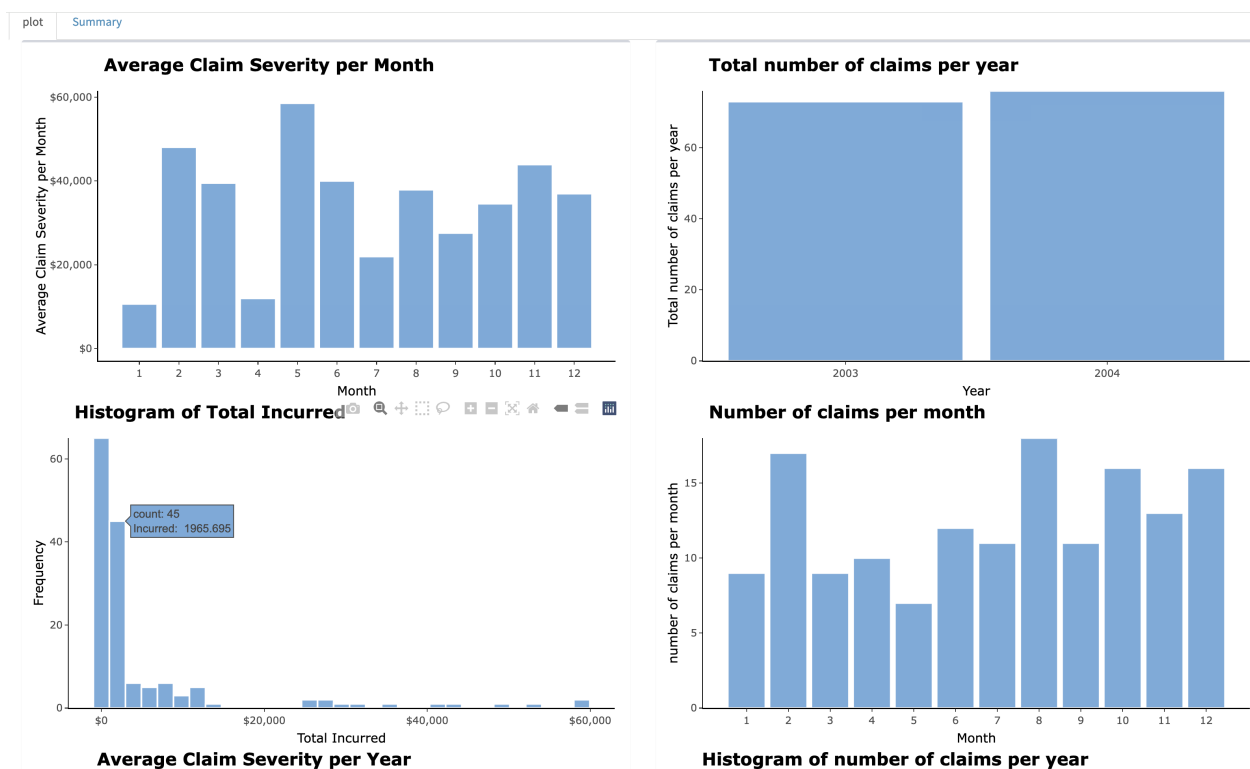 plot
Summary
Average Claim Severity per Month
Average Claim Severity per Month
$60,000
$40,000
$20,000
$0
1 2 3 4 5 6 7 8 9 10 11 12
Month
Total number of claims per year
Total number of claims per year
60
40
20
0
2003 2004
Year
Histogram of Total Incurred
Frequency
60
40
20
0
count: 45
Incurred: 1965.695
$0 $20,000 $40,000 $60,000
Total Incurred
Number of claims per month
number of claims per month
15
10
5
0
1 2 3 4 5 6 7 8 9 10 11 12
Month
Average Claim Severity per Year
Histogram of number of claims per year